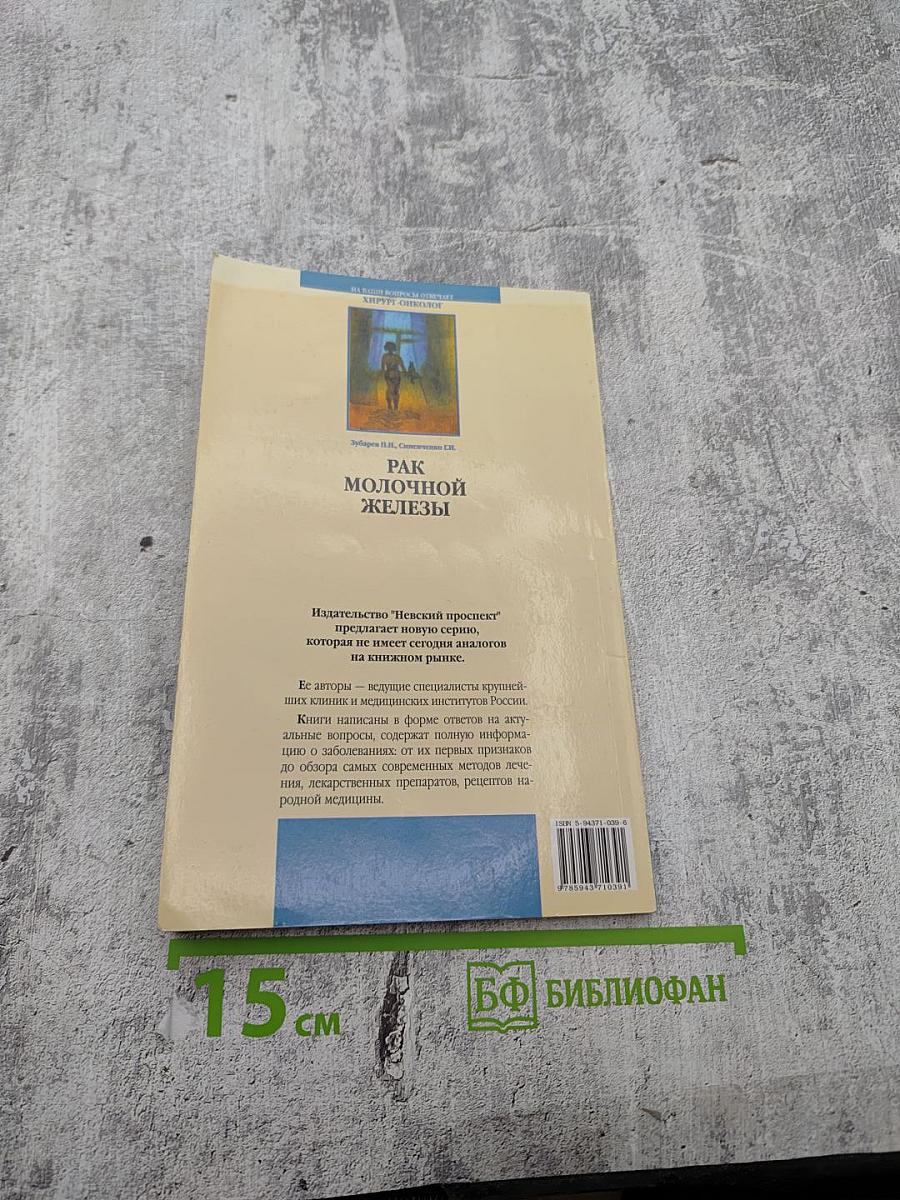 НА ВАШИ ВОПРОСЫ ОТВЕЧАЕТ
ХИРУРГ-ОНКОЛОГ
Зубарев П.Н., Синенченко Г.И.
РАК
МОЛОЧНОЙ
ЖЕЛЕЗЫ
Издательство "Невский проспект"
предлагает новую серию,
которая не имеет сегодня аналогов
на книжном рынке.
Ее авторы — ведущие специалисты крупней-
ших клиник и медицинских институтов России.
Книги написаны в форме ответов на акту-
альные вопросы, содержат полную информа-
цию о заболеваниях: от их первых признаков
до обзора самых современных методов лече-
ния, лекарственных препаратов, рецептов на-
родной медицины.
ISBN 5-94371-039-6
9785943710391
15 см
БФ БИБЛИОФАН